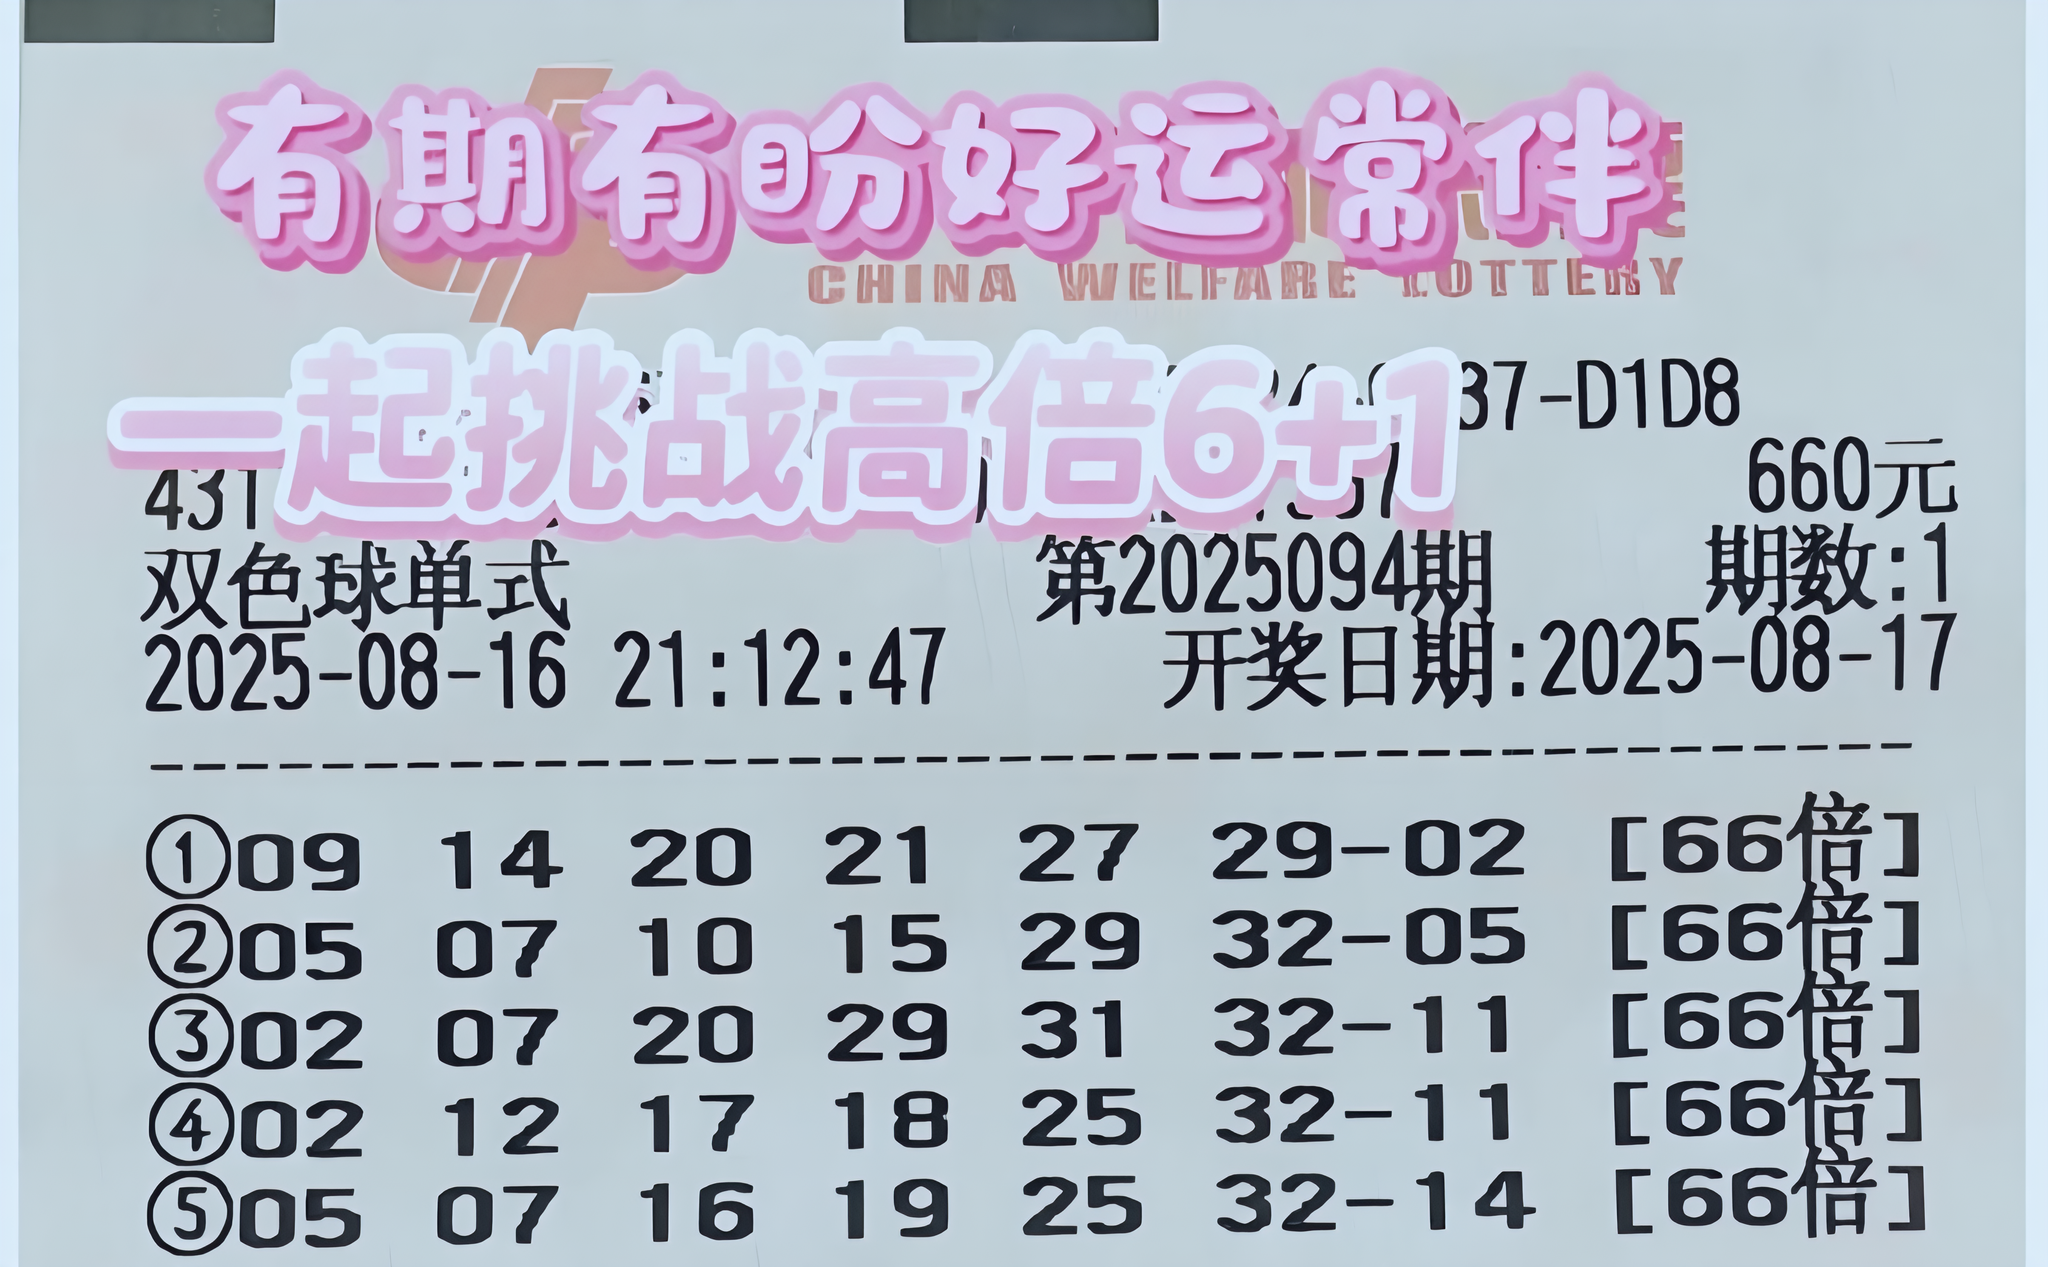 有期有盼好运常伴
CHINA WELFARE LOTTERY
一起挑战高倍6+1
37-D1D8
431 660元
双色球单式 第2025094期 期数:1
2025-08-16 21:12:47 开奖日期:2025-08-17
①09 14 20 21 27 29-02 [66倍]
②05 07 10 15 29 32-05 [66倍]
③02 07 20 29 31 32-11 [66倍]
④02 12 17 18 25 32-11 [66倍]
⑤05 07 16 19 25 32-14 [66倍]